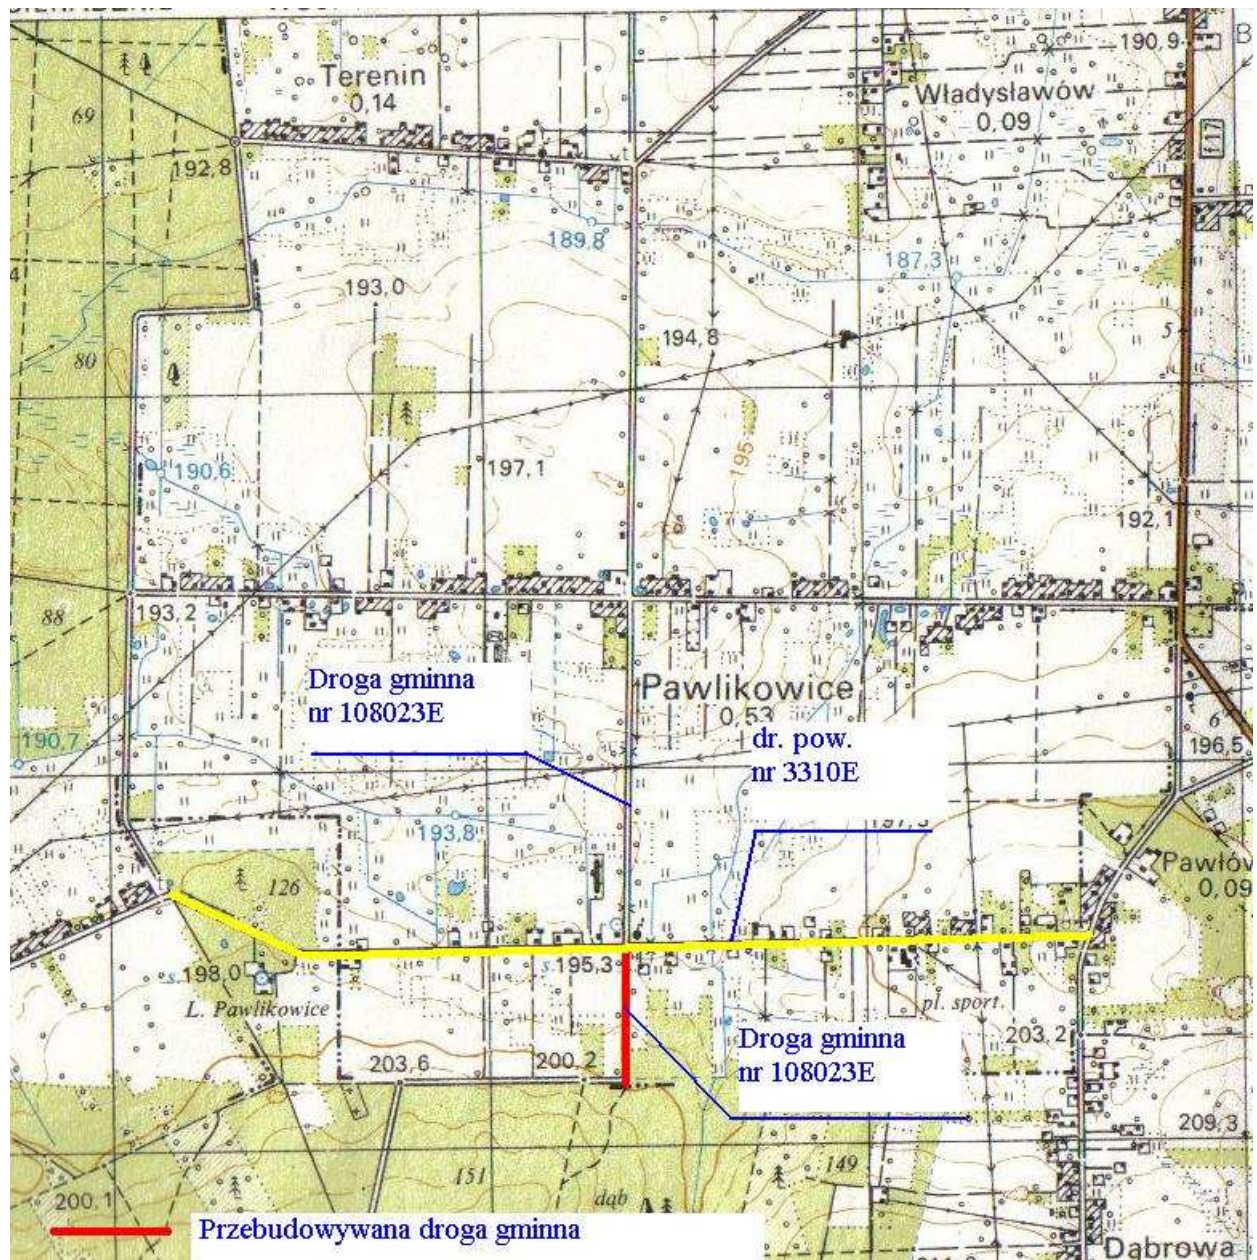 190,9
B
Terenin
0,14
Władysławów
0,09
69
f 17
192,8
189,8
187,3
193,0
194,8
5
80
190,6
197,1
195
192,1
193,2
88
Droga gminna
nr 108023E
Pawlikowice
0,53
dr. pow.
nr 3310E
6
196,5
190,7
193,8
126
Pawłów
0,09
s.198,0
s.195,3
L. Pawlikowice
pl. sport.
203,2
Droga gminna
nr 108023E
203,6
200,2
209,3
151
149
dąb
200,1
Przebudowywana droga gminna
Dąbrowa